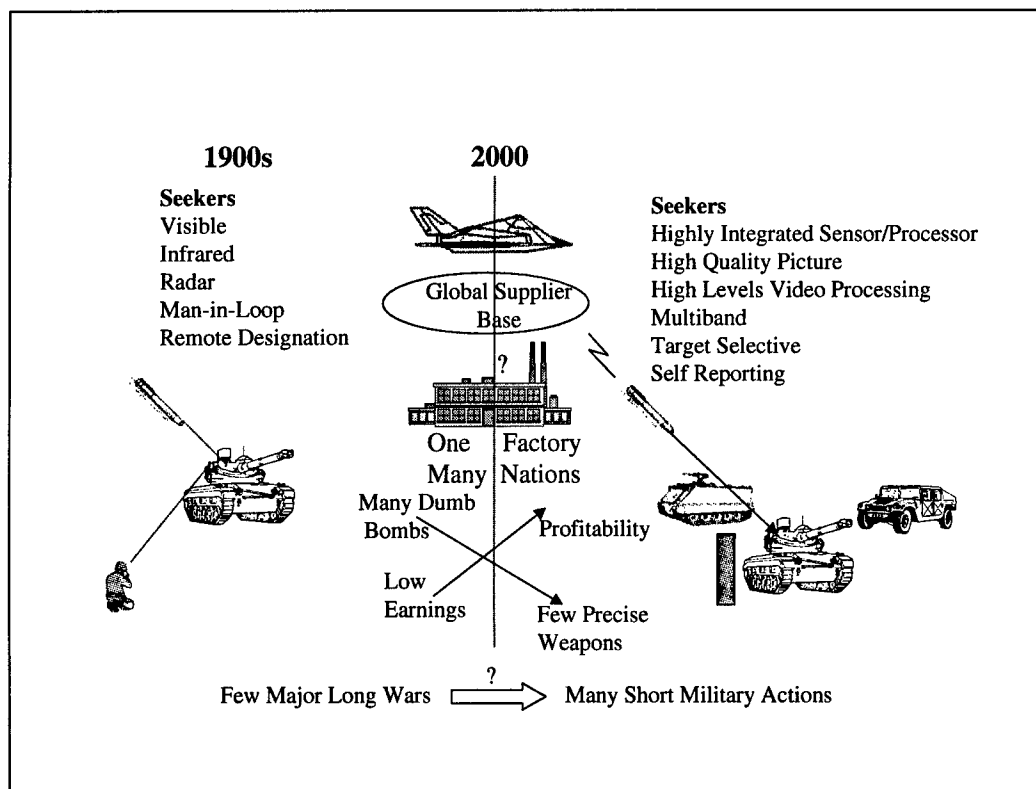 1900s
Seekers
Visible
Infrared
Radar
Man-in-Loop
Remote Designation
2000
Global Supplier
Base
?
One Factory
Many Nations
Many Dumb
Bombs
Profitability
Low
Earnings
Few Precise
Weapons
Seekers
Highly Integrated Sensor/Processor
High Quality Picture
High Levels Video Processing
Multiband
Target Selective
Self Reporting
?
Few Major Long Wars
Many Short Military Actions